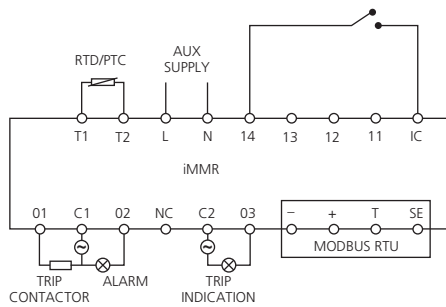 RTD/PTC
AUX
SUPPLY
T1 T2 L N 14 13 12 11 IC
iMMR
01 C1 02 NC C2 03 − + T SE
MODBUS RTU
TRIP
CONTACTOR
ALARM
TRIP
INDICATION